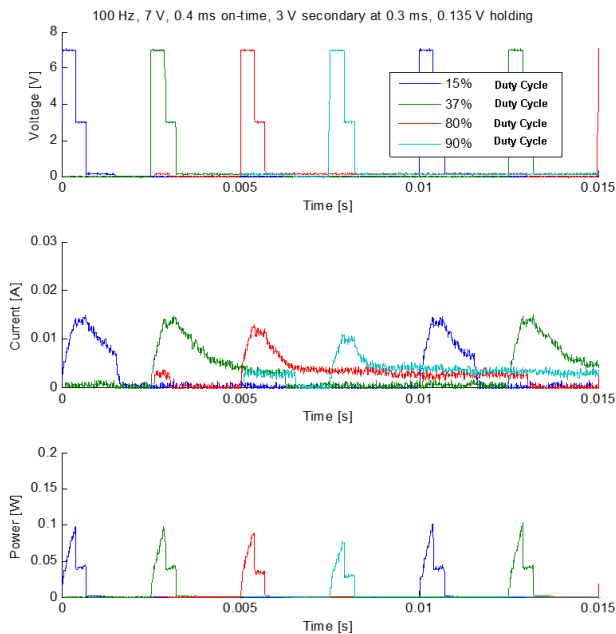 100 Hz, 7 V, 0.4 ms on-time, 3 V secondary at 0.3 ms, 0.135 V holding
8
6
4
2
0
Voltage [V]
15% Duty Cycle
37% Duty Cycle
80% Duty Cycle
90% Duty Cycle
0 0.005 0.01 0.015
Time [s]
0.03
0.02
0.01
0
Current [A]
0 0.005 0.01 0.015
Time [s]
0.2
0.15
0.1
0.05
0
Power [W]
0 0.005 0.01 0.015
Time [s]